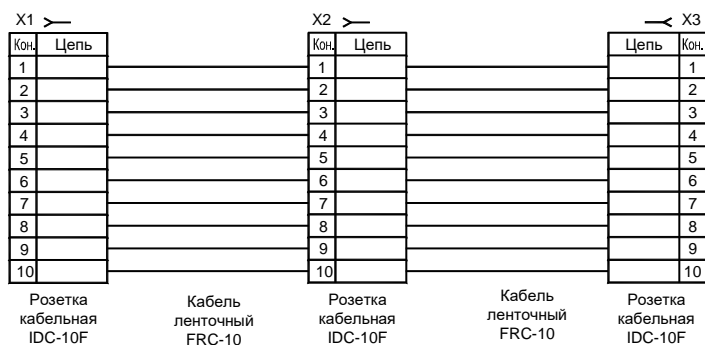 X1 X2 X3
Кон. Цепь Кон. Цепь Цепь Кон.
1 1 1
2 2 2
3 3 3
4 4 4
5 5 5
6 6 6
7 7 7
8 8 8
9 9 9
10 10 10
Розетка
кабельная
IDC-10F
Кабель
ленточный
FRC-10
Розетка
кабельная
IDC-10F
Кабель
ленточный
FRC-10
Розетка
кабельная
IDC-10F